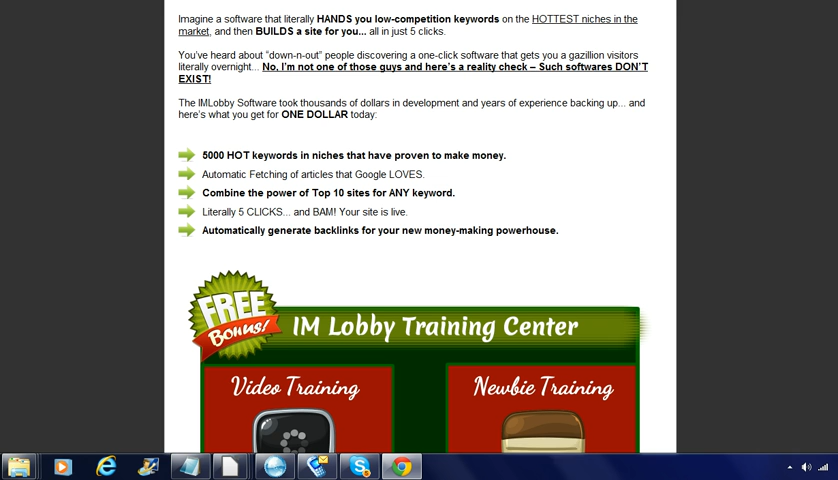 Imagine a software that literally HANDS you low-competition keywords on the HOTTEST niches in the
market, and then BUILDS a site for you... all in just 5 clicks.
You've heard about "down-n-out" people discovering a one-click software that gets you a gazillion visitors
literally overnight... No, I'm not one of those guys and here's a reality check – Such softwares DON'T
EXIST!
The IMLobby Software took thousands of dollars in development and years of experience backing up... and
here's what you get for ONE DOLLAR today:
5000 HOT keywords in niches that have proven to make money.
Automatic Fetching of articles that Google LOVES.
Combine the power of Top 10 sites for ANY keyword.
Literally 5 CLICKS... and BAM! Your site is live.
Automatically generate backlinks for your new money-making powerhouse.
FREE
Bonus!
IM Lobby Training Center
Video Training
Newbie Training